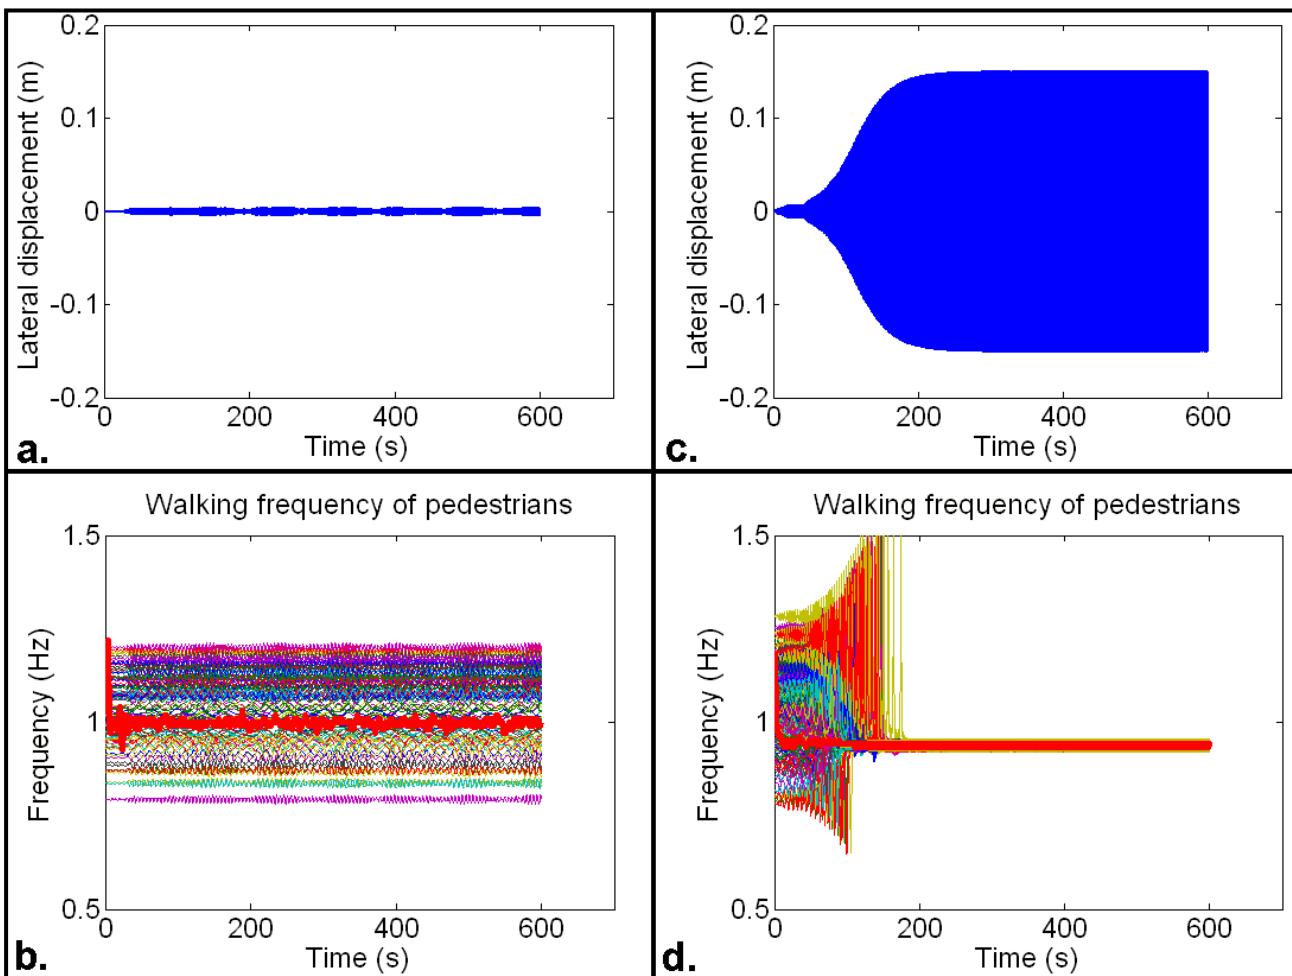 0.2
0.1
0
-0.1
-0.2
Lateral displacement (m)
0 200 400 600
Time (s)
a.
0.2
0.1
0
-0.1
-0.2
Lateral displacement (m)
0 200 400 600
Time (s)
c.
Walking frequency of pedestrians
1.5
1
0.5
Frequency (Hz)
0 200 400 600
Time (s)
b.
Walking frequency of pedestrians
1.5
1
0.5
Frequency (Hz)
0 200 400 600
Time (s)
d.